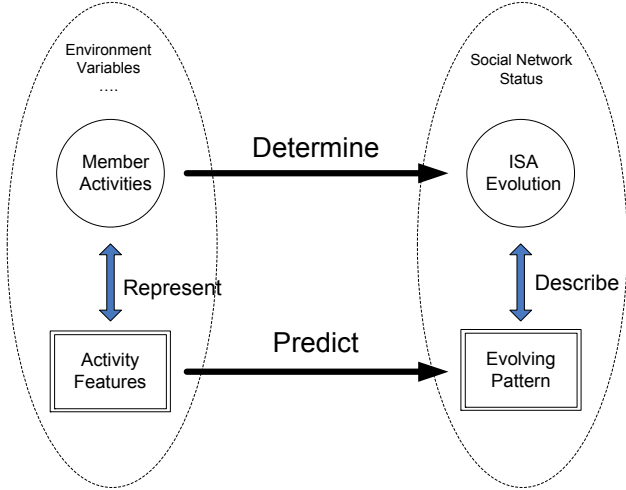 Environment
Variables
....
Social Network
Status
Member
Activities
Determine
ISA
Evolution
Represent
Describe
Activity
Features
Predict
Evolving
Pattern